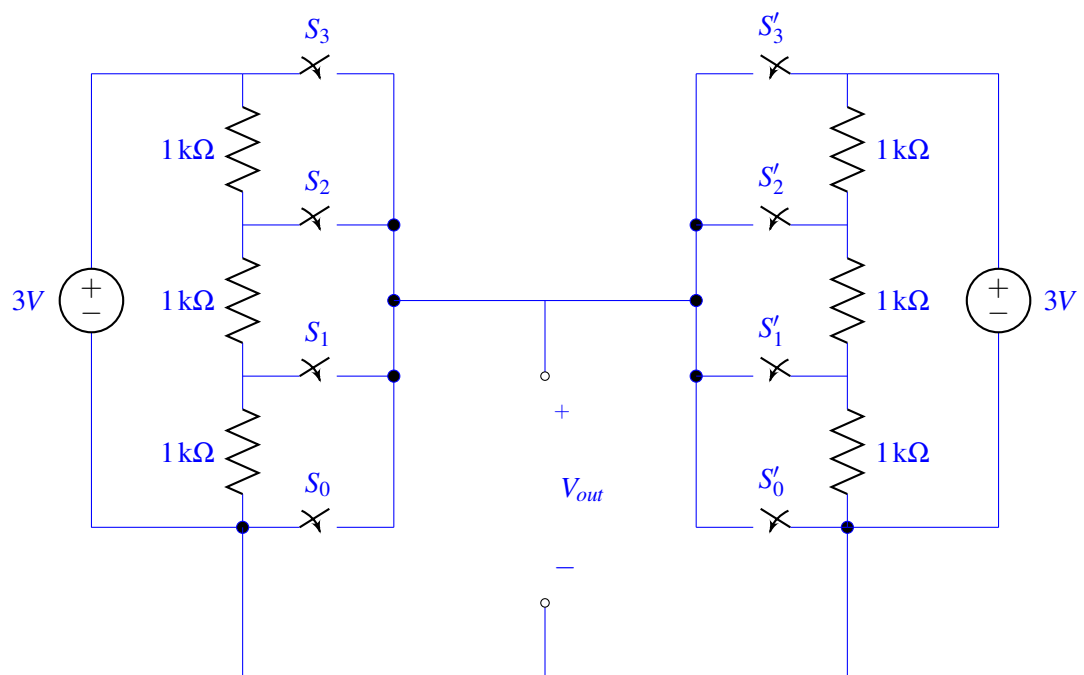 S₃ S′₃
1 kΩ 1 kΩ
S₂ S′₂
3V + − 1 kΩ 1 kΩ + − 3V
S₁ S′₁
+
1 kΩ 1 kΩ
S₀ V_out S′₀
−